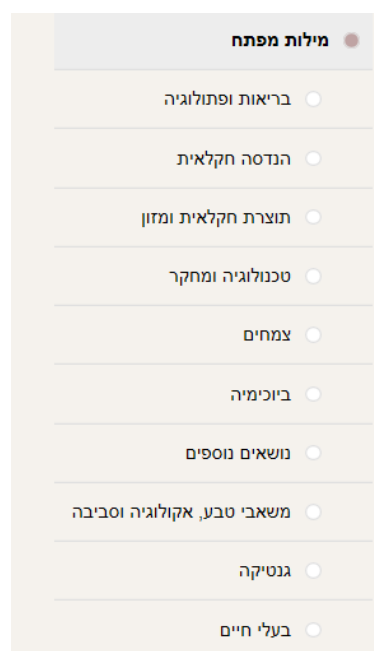 מילות מפתח
בריאות ופתולוגיה
הנדסה חקלאית
תוצרת חקלאית ומזון
טכנולוגיה ומחקר
צמחים
ביוכימיה
נושאים נוספים
משאבי טבע, אקולוגיה וסביבה
גנטיקה
בעלי חיים